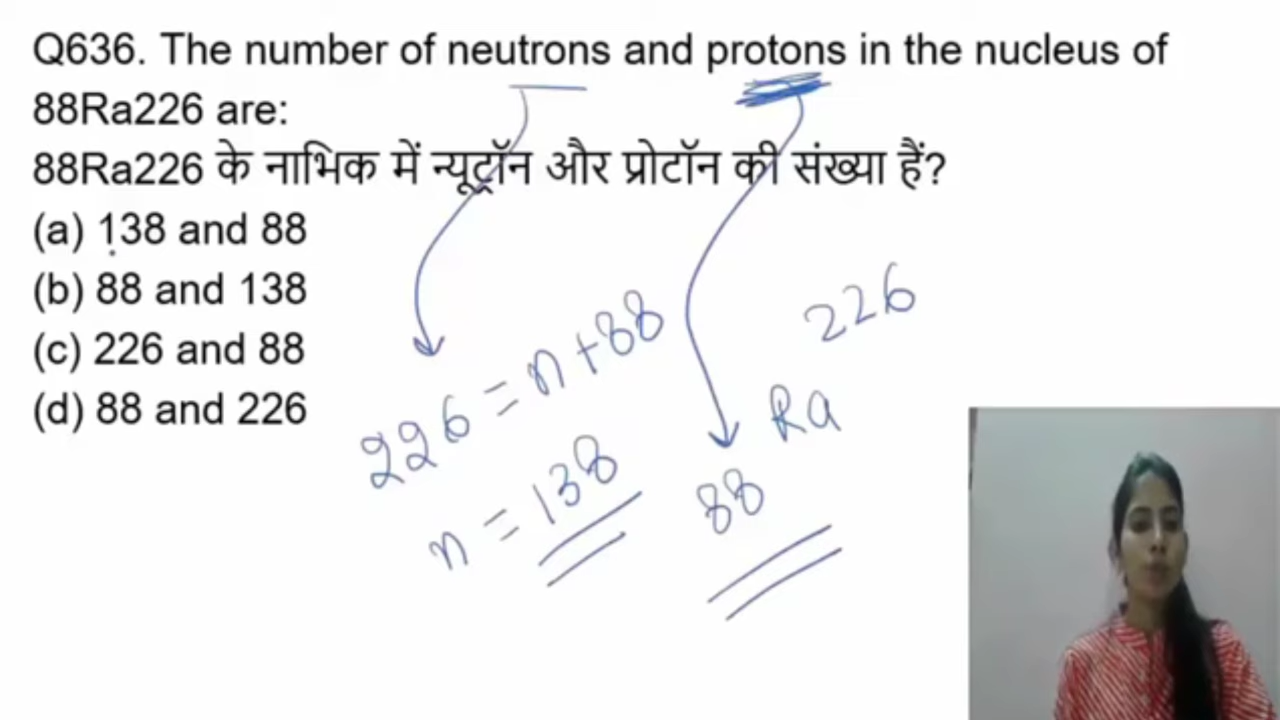 Q636. The number of neutrons and protons in the nucleus of
88Ra226 are:
88Ra226 के नाभिक में न्यूट्रॉन और प्रोटॉन की संख्या हैं?
(a) 138 and 88
(b) 88 and 138
(c) 226 and 88
(d) 88 and 226
226 = n + 88
n = 138
226
Ra
88